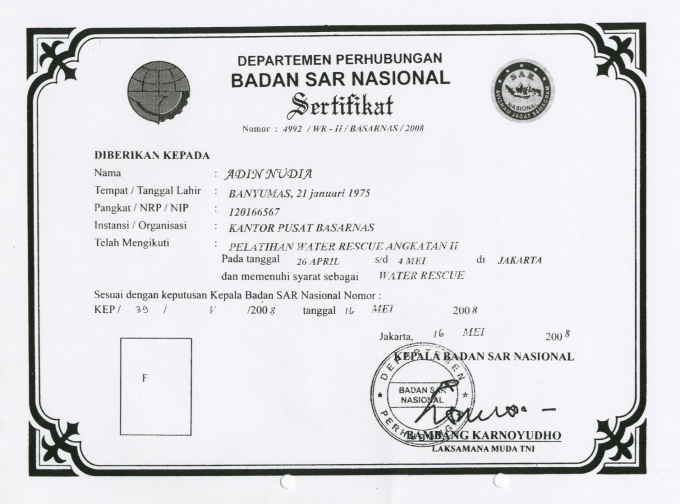 DEPARTEMEN PERHUBUNGAN
BADAN SAR NASIONAL
Sertifikat
Nomor : 4992 / WR - II / BASARNAS / 2008
SAR
NASIONAL
AVIGNAM JAGAT SAMAGRAM
DIBERIKAN KEPADA
Nama : ADIN NUDIA
Tempat / Tanggal Lahir : BANYUMAS, 21 januari 1975
Pangkat / NRP / NIP : 120166567
Instansi / Organisasi : KANTOR PUSAT BASARNAS
Telah Mengikuti : PELATIHAN WATER RESCUE ANGKATAN II
Pada tanggal 26 APRIL s/d 4 MEI di JAKARTA
dan memenuhi syarat sebagai WATER RESCUE
Sesuai dengan keputusan Kepala Badan SAR Nasional Nomor :
KEP / 39 / V /2008 tanggal 16 MEI 2008
Jakarta, 16 MEI 2008
KEPALA BADAN SAR NASIONAL
F
DEPARTEMEN
BADAN SAR
NASIONAL
PERHUBUNGAN
BAMBANG KARNOYUDHO
LAKSAMANA MUDA TNI